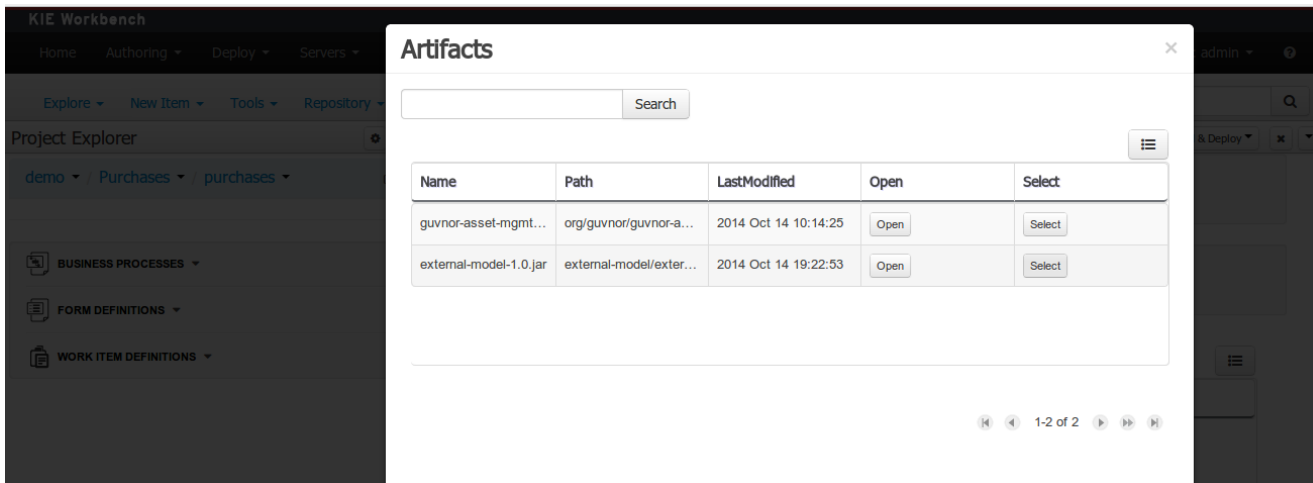 KIE Workbench
Home Authoring Deploy Servers admin
Explore New Item Tools Repository
Project Explorer & Deploy
demo / Purchases / purchases
BUSINESS PROCESSES
FORM DEFINITIONS
WORK ITEM DEFINITIONS
Artifacts
Search
Name Path LastModified Open Select
guvnor-asset-mgmt... org/guvnor/guvnor-a... 2014 Oct 14 10:14:25 Open Select
external-model-1.0.jar external-model/exter... 2014 Oct 14 19:22:53 Open Select
1-2 of 2